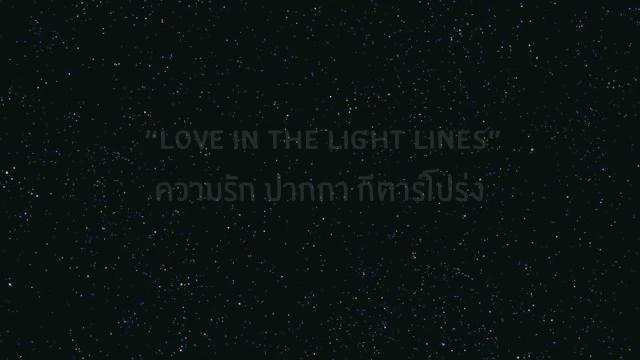 “LOVE IN THE LIGHT LINES”
ความรัก ปากกา กีตาร์โปร่ง